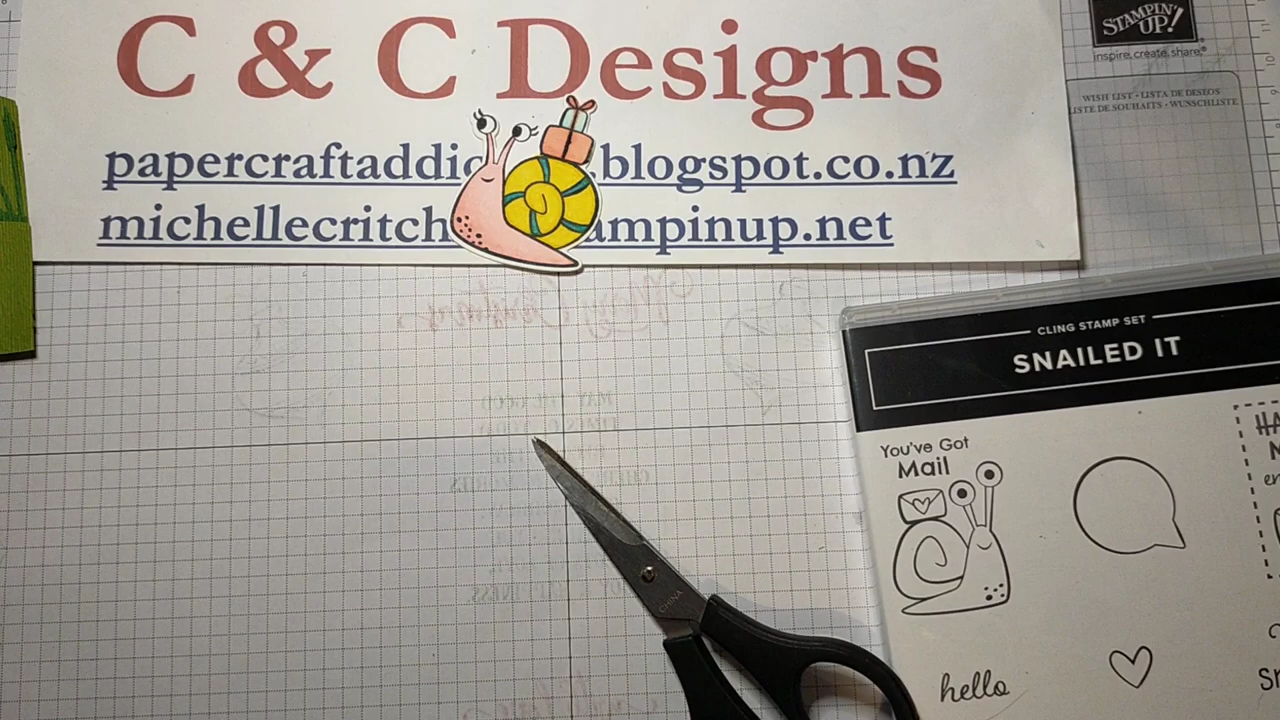 C & C Designs
papercraftaddic blogspot.co.nz
michellecritch ampinup.net
STAMPIN' UP!
inspire.create.share.
WISH LIST • LISTA DE DESEOS
LISTE DE SOUHAITS • WUNSCHLISTE
CLING STAMP SET
SNAILED IT
You've Got
Mail
hello
CHINA